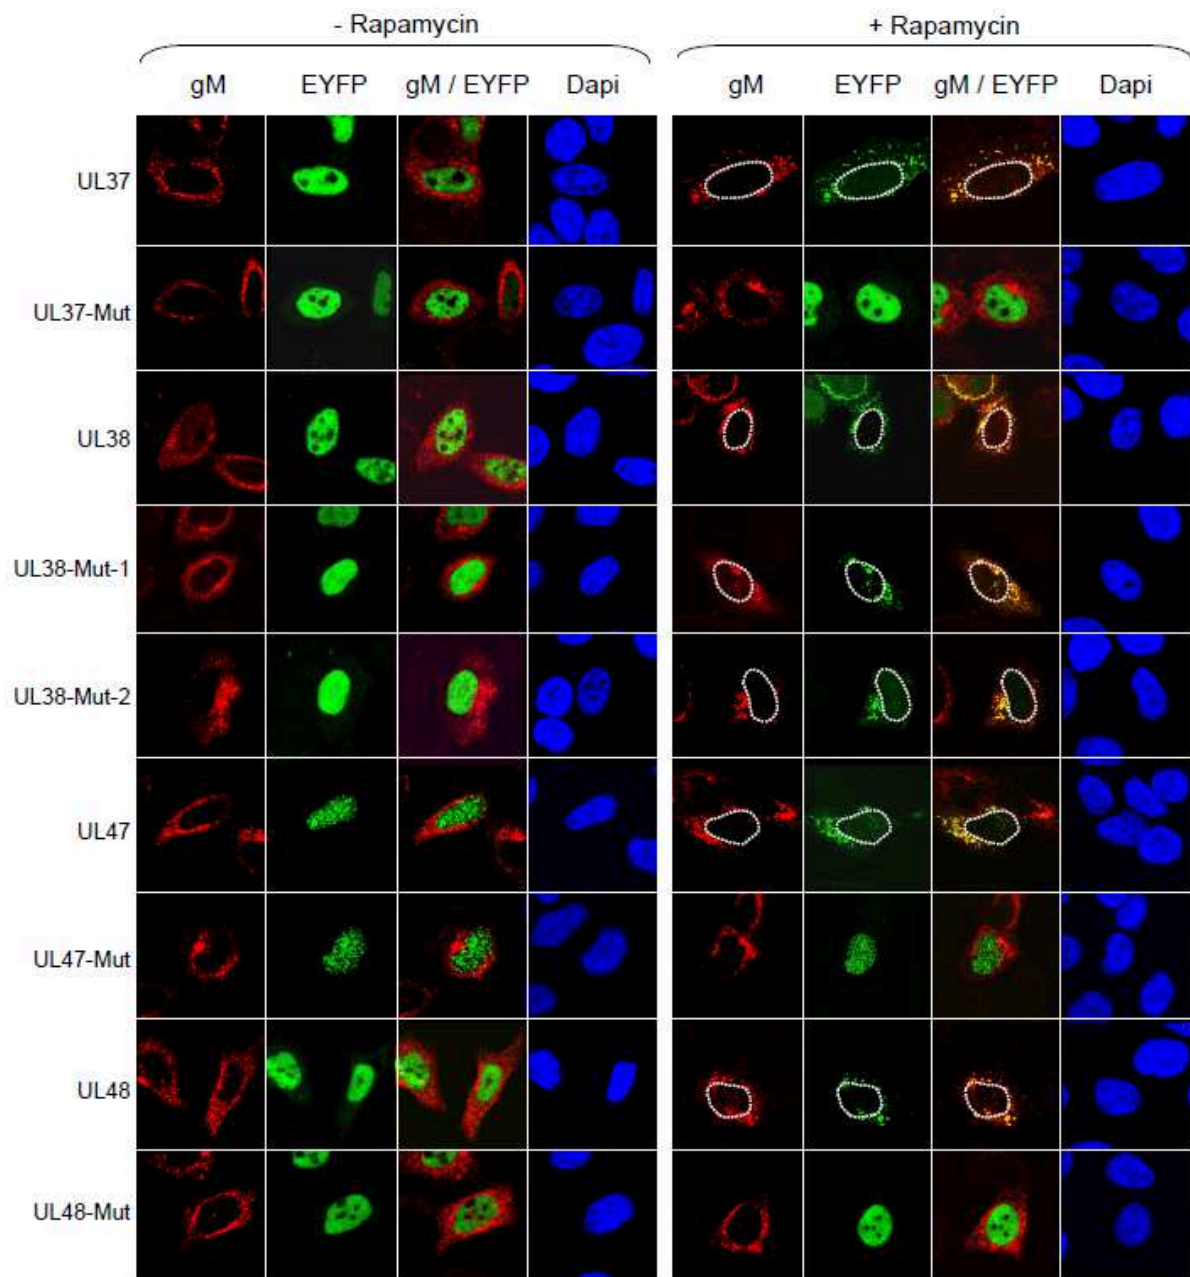 - Rapamycin + Rapamycin
gM EYFP gM / EYFP Dapi gM EYFP gM / EYFP Dapi
UL37
UL37-Mut
UL38
UL38-Mut-1
UL38-Mut-2
UL47
UL47-Mut
UL48
UL48-Mut